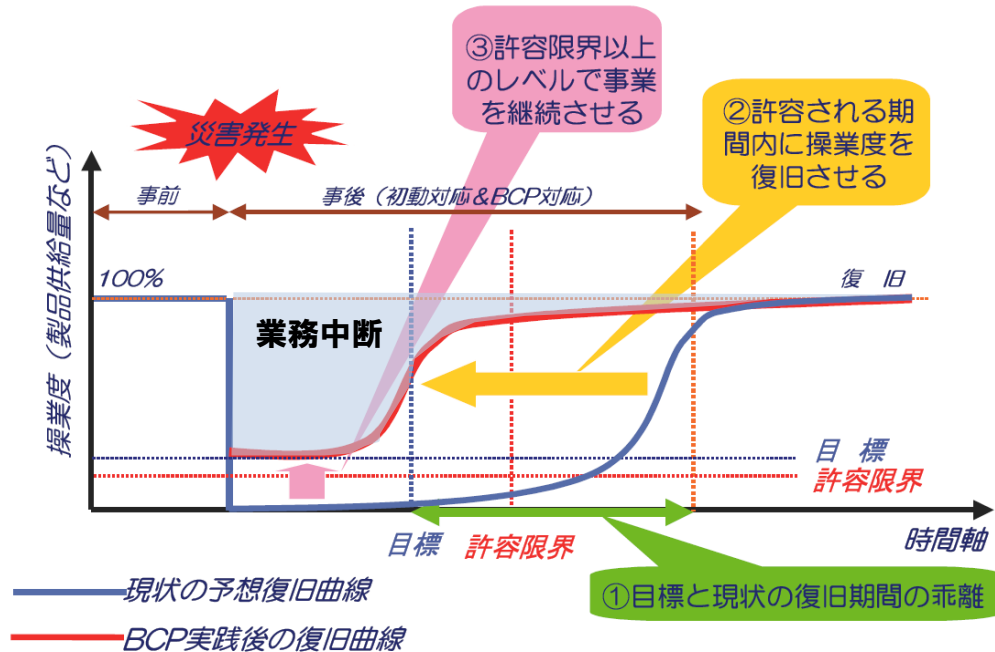 ③許容限界以上
のレベルで事業
を継続させる
②許容される期
間内に操業度を
復旧させる
災害発生
操業度（製品供給量など）
事前
事後（初動対応＆BCP対応）
100%
復　旧
業務中断
目　標
許容限界
目標
許容限界
時間軸
①目標と現状の復旧期間の乖離
現状の予想復旧曲線
BCP実践後の復旧曲線